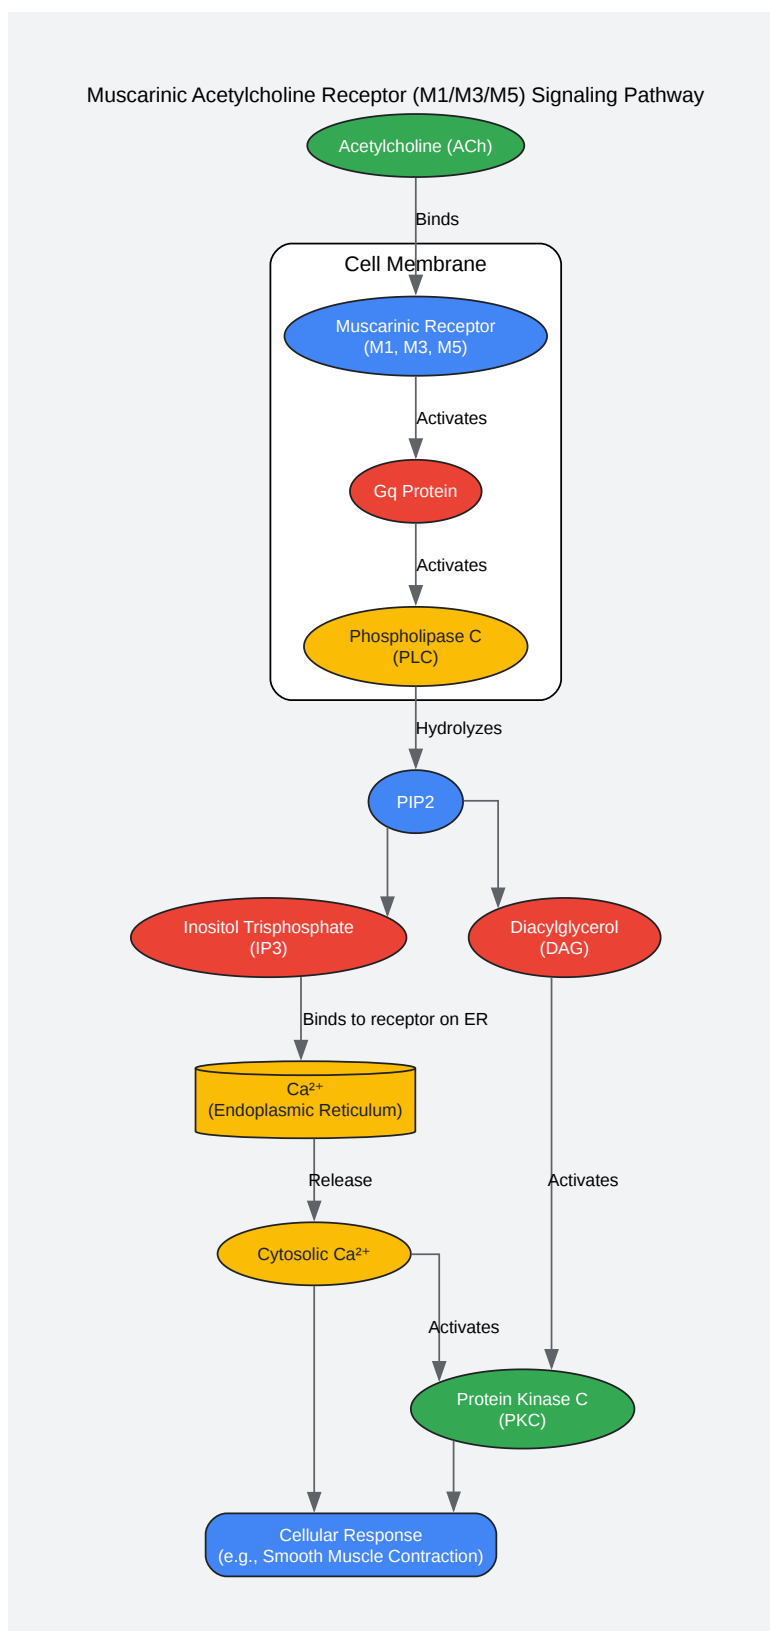 Muscarinic Acetylcholine Receptor (M1/M3/M5) Signaling Pathway
Acetylcholine (ACh)
Binds
Cell Membrane
Muscarinic Receptor
(M1, M3, M5)
Activates
Gq Protein
Activates
Phospholipase C
(PLC)
Hydrolyzes
PIP2
Inositol Trisphosphate
(IP3)
Diacylglycerol
(DAG)
Binds to receptor on ER
Ca²⁺
(Endoplasmic Reticulum)
Release
Activates
Cytosolic Ca²⁺
Activates
Protein Kinase C
(PKC)
Cellular Response
(e.g., Smooth Muscle Contraction)